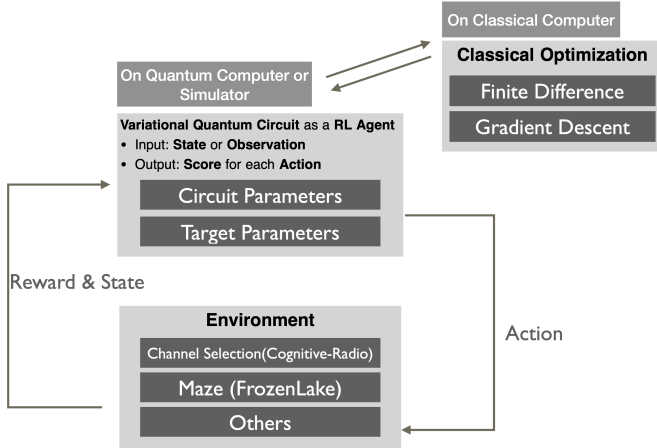 On Classical Computer
Classical Optimization
Finite Difference
Gradient Descent
On Quantum Computer or
Simulator
Variational Quantum Circuit as a RL Agent
• Input: State or Observation
• Output: Score for each Action
Circuit Parameters
Target Parameters
Reward & State
Action
Environment
Channel Selection(Cognitive-Radio)
Maze (FrozenLake)
Others